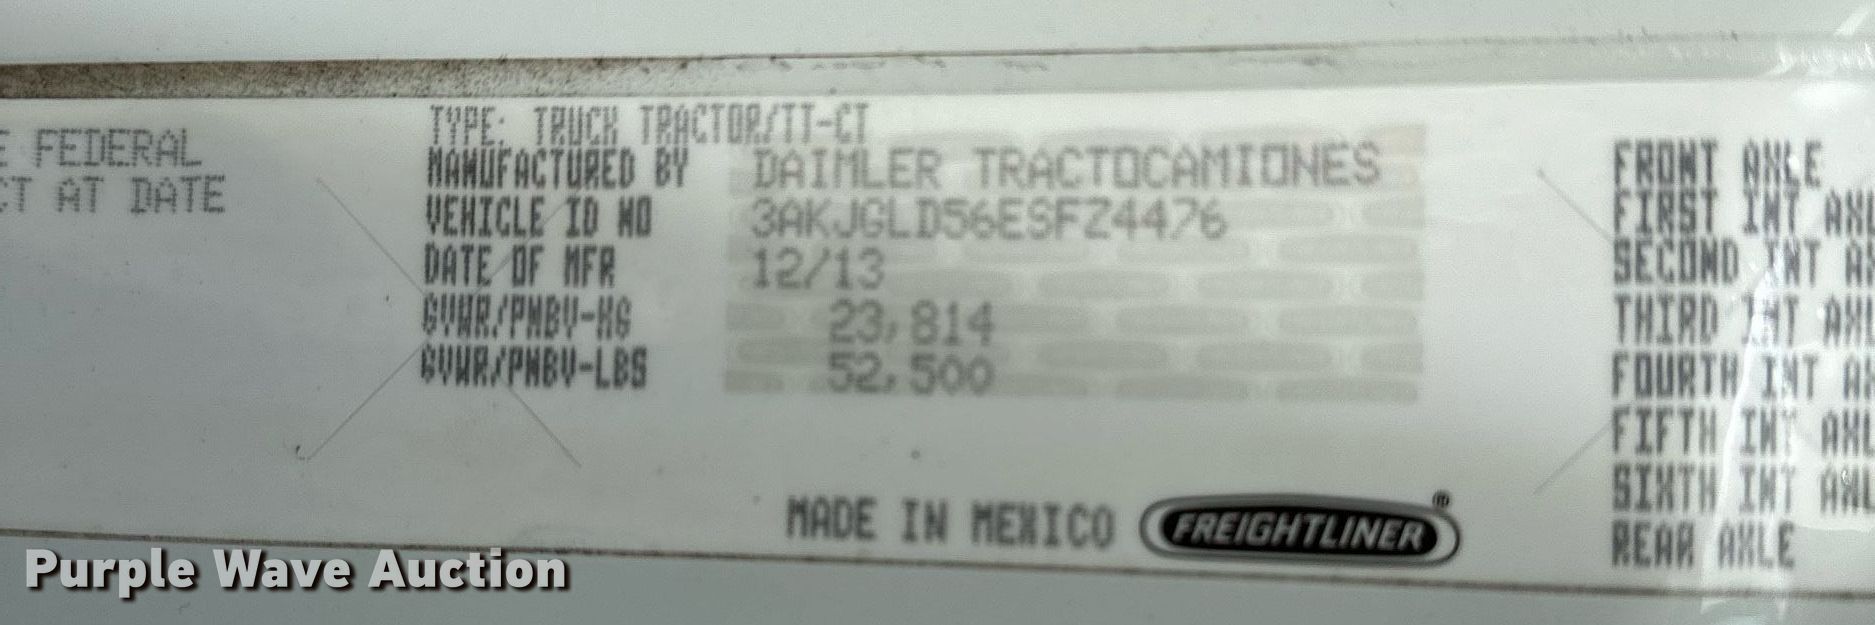 E FEDERAL
CT AT DATE
TYPE: TRUCK TRACTOR/TT-CT
MANUFACTURED BY DAIMLER TRACTOCAMIONES
VEHICLE ID NO 3AKJGLD56ESFZ4476
DATE OF MFR 12/13
GVWR/PNBV-KG 23,814
GVWR/PNBV-LBS 52,500
MADE IN MEXICO FREIGHTLINER ®
FRONT AXLE
FIRST INT AX
SECOND INT AX
THIRD INT AX
FOURTH INT AX
FIFTH INT AXL
SIXTH INT AXL
REAR AXLE
Purple Wave Auction